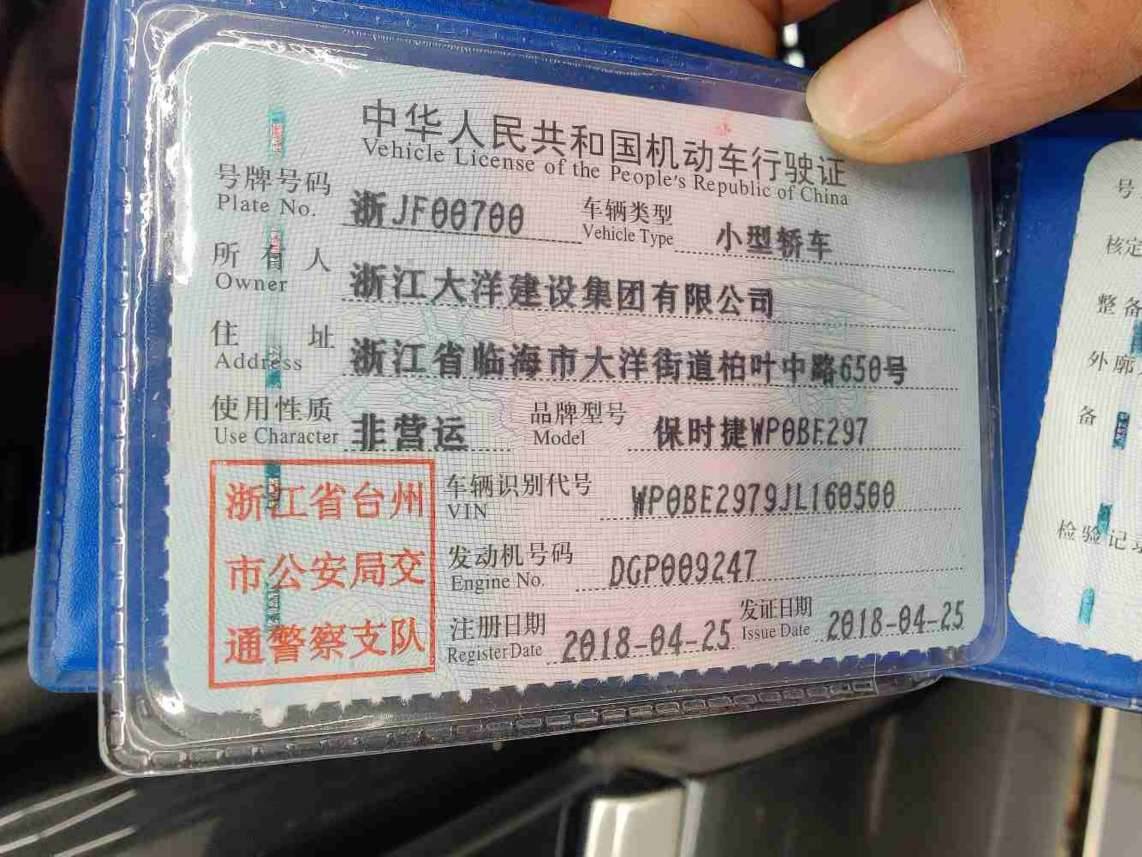 中华人民共和国机动车行驶证
Vehicle License of the People's Republic of China
号牌号码 浙JF00700 车辆类型 小型轿车
Plate No. Vehicle Type
所有人 浙江大洋建设集团有限公司
Owner
住址 浙江省临海市大洋街道柏叶中路650号
Address
使用性质 非营运 品牌型号 保时捷WP0BE297
Use Character Model
浙江省台州
市公安局交
通警察支队
车辆识别代号 WP0BE2979JL160500
VIN
发动机号码 DGP009247
Engine No.
注册日期 2018-04-25 发证日期 2018-04-25
Register Date Issue Date
号
核定
整备
外廓
备
检验记